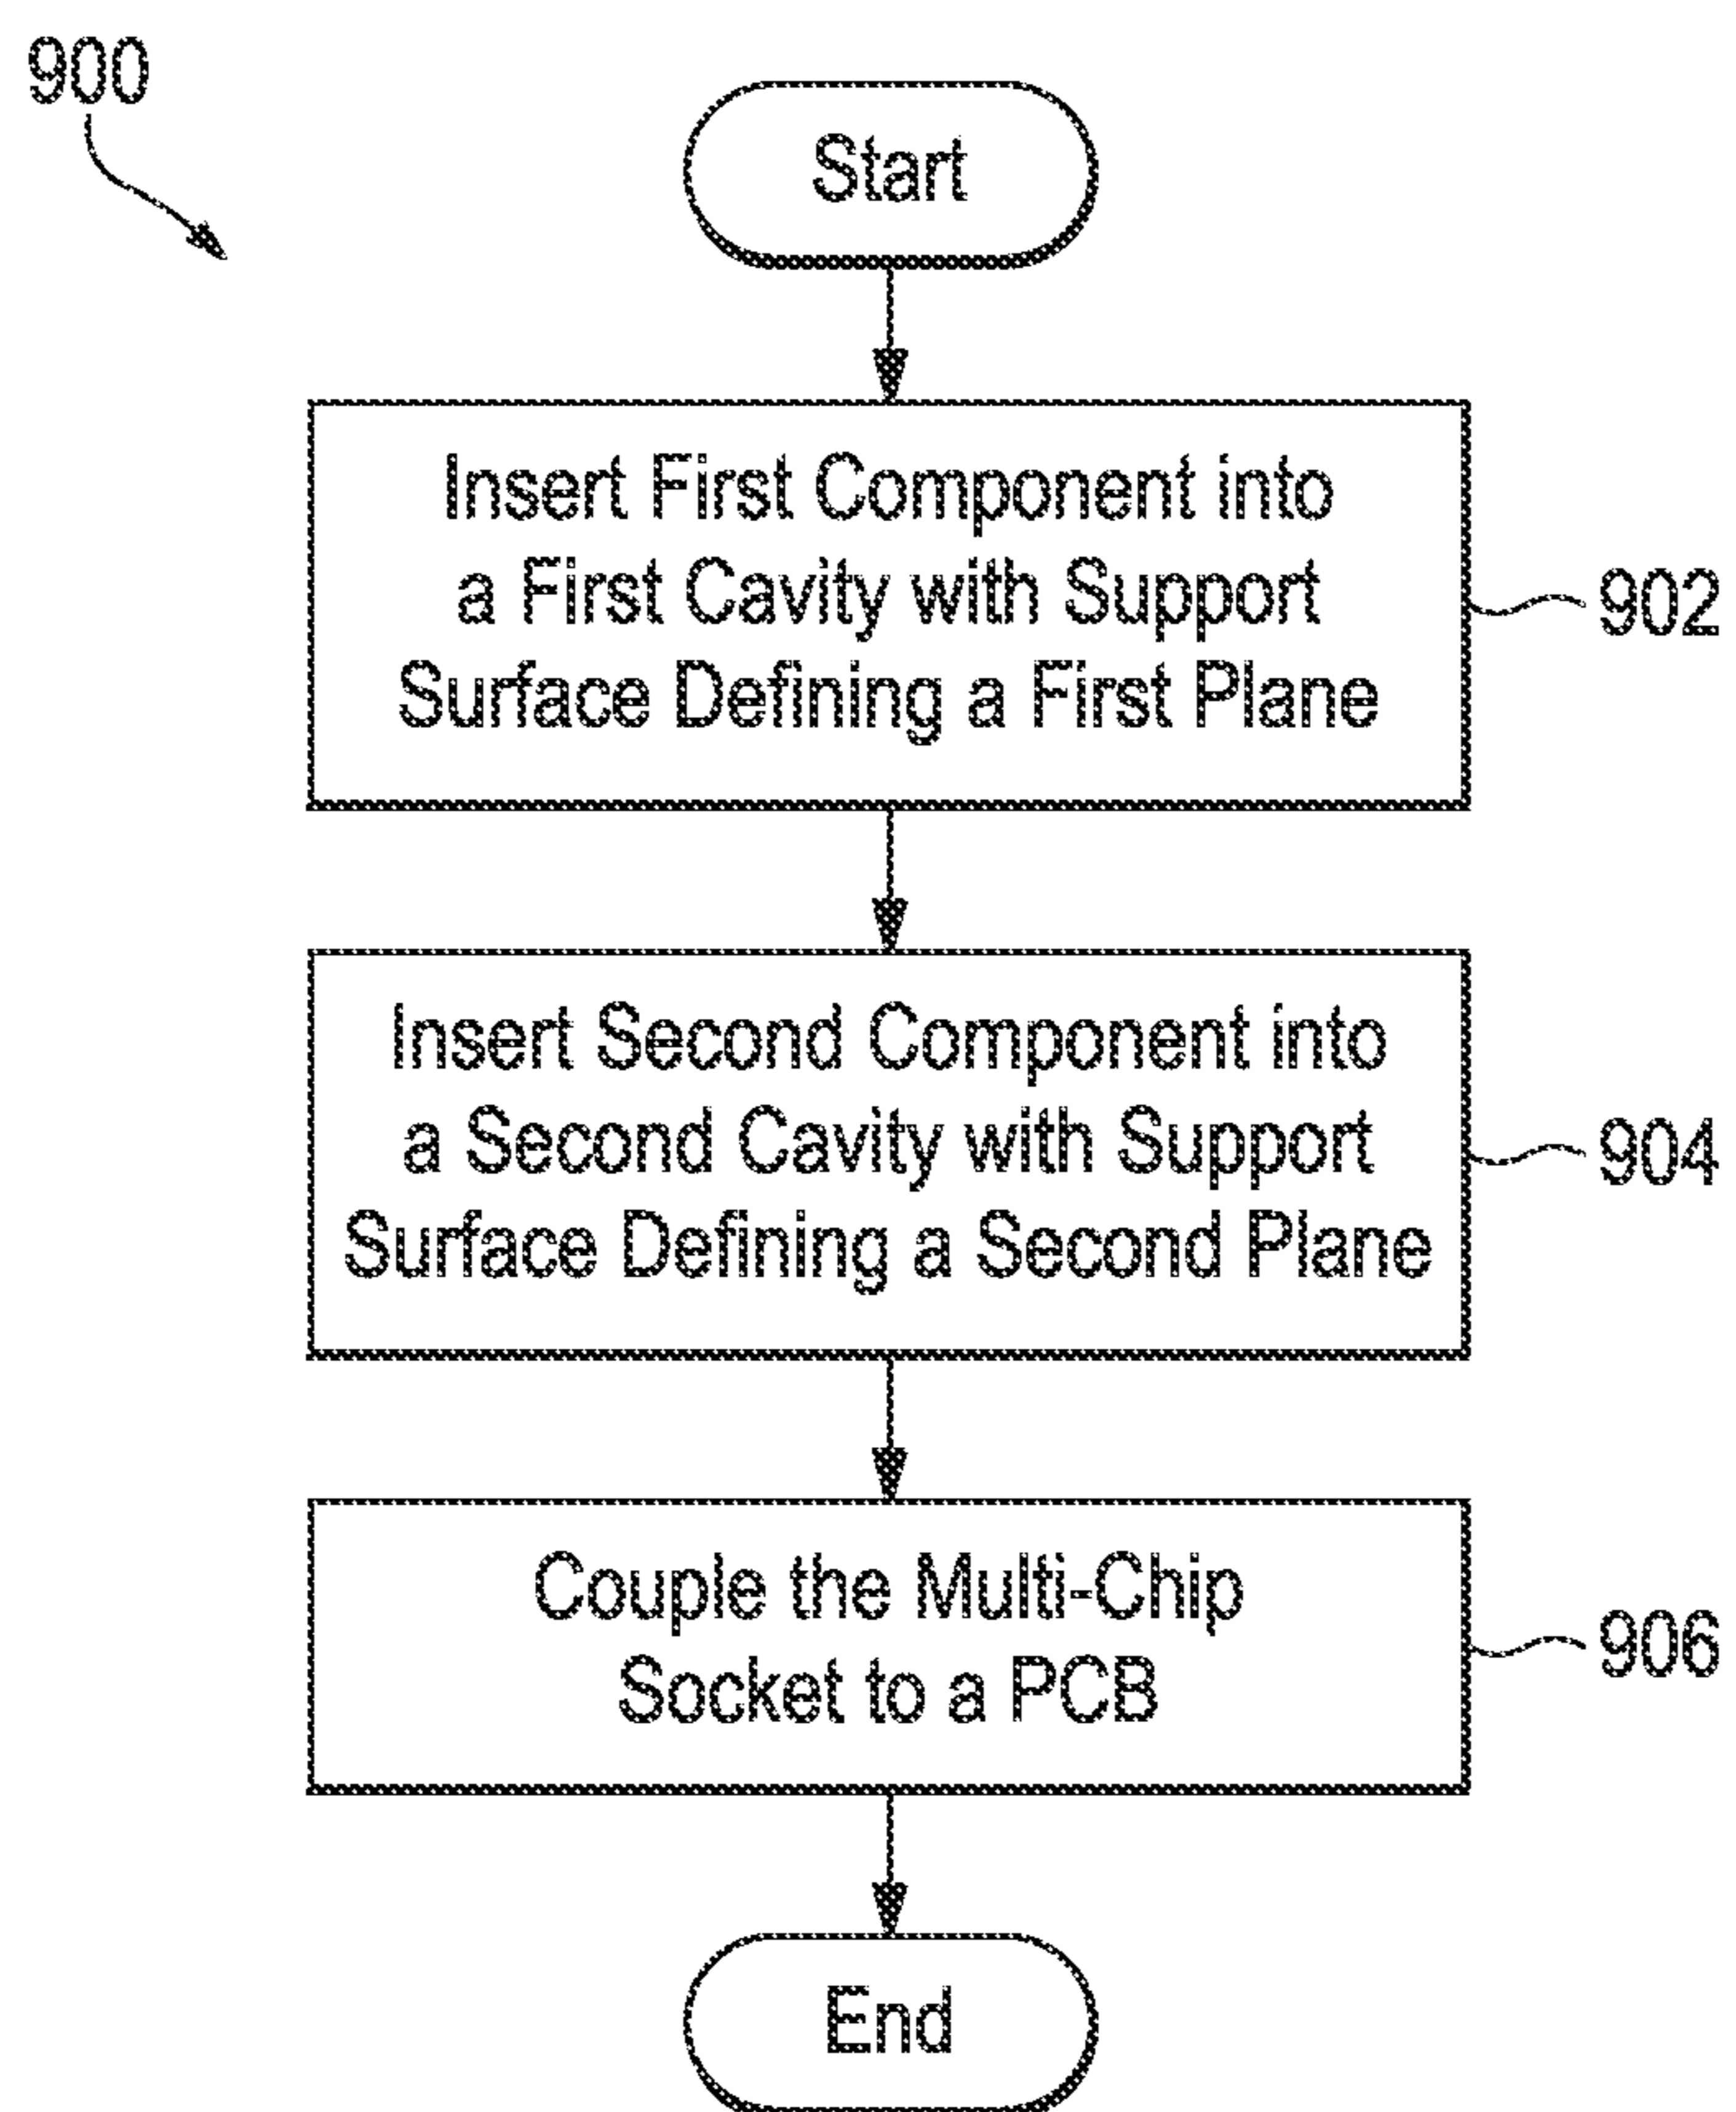 900
Start
Insert First Component into
a First Cavity with Support
Surface Defining a First Plane
902
Insert Second Component into
a Second Cavity with Support
Surface Defining a Second Plane
904
Couple the Multi-Chip
Socket to a PCB
906
End